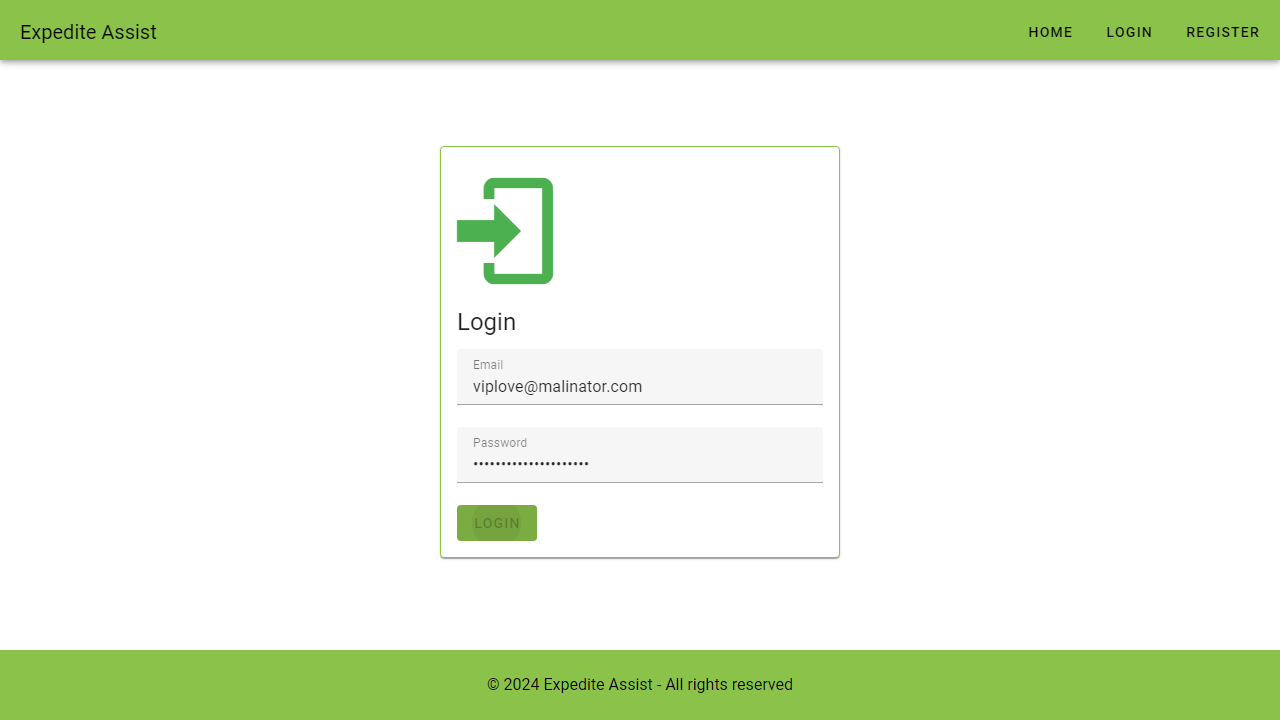 Expedite Assist
HOME LOGIN REGISTER
Login
Email
viplove@malinator.com
Password
•••••••••••••••••••••
LOGIN
© 2024 Expedite Assist - All rights reserved